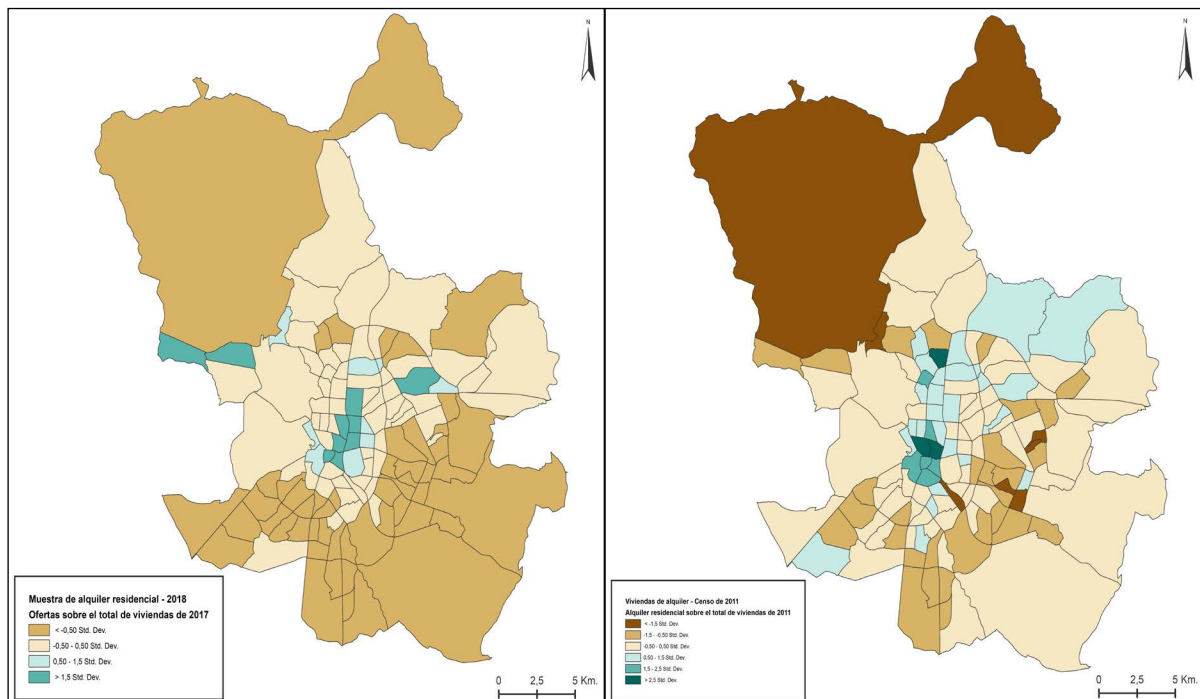 N
Muestra de alquiler residencial - 2018
Ofertas sobre el total de viviendas de 2017
< -0,50 Std. Dev.
-0,50 - 0,50 Std. Dev.
0,50 - 1,5 Std. Dev.
> 1,5 Std. Dev.
0 2,5 5 Km.
N
Viviendas de alquiler - Censo de 2011
Alquiler residencial sobre el total de viviendas de 2011
< -1,5 Std. Dev.
-1,5 - -0,50 Std. Dev.
-0,50 - 0,50 Std. Dev.
0,50 - 1,5 Std. Dev.
1,5 - 2,5 Std. Dev.
> 2,5 Std. Dev.
0 2,5 5 Km.